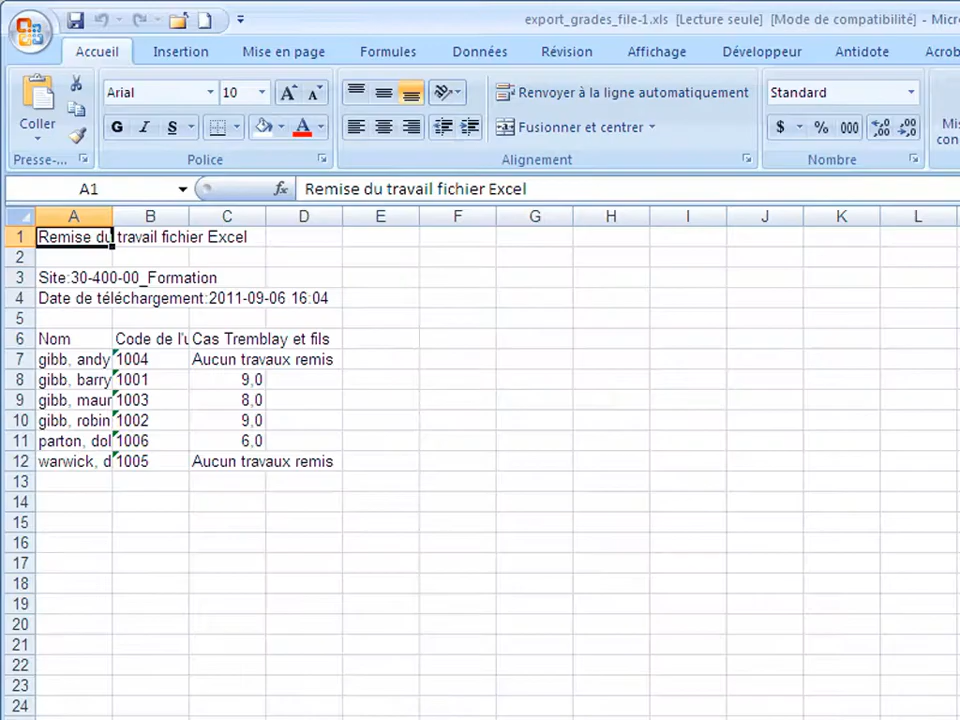 export_grades_file-1.xls [Lecture seule] [Mode de compatibilité] -
Accueil Insertion Mise en page Formules Données Révision Affichage Développeur Antidote
Coller
Presse-...
Arial 10 A A
G I S A
Police
Renvoyer à la ligne automatiquement
Fusionner et centrer
Alignement
Standard
$ % 000 ,00 ,00
Nombre
A1 fx Remise du travail fichier Excel
A B C D E F G H I J K L
1 Remise du travail fichier Excel
2
3 Site:30-400-00_Formation
4 Date de téléchargement:2011-09-06 16:04
5
6 Nom Code de l'u Cas Tremblay et fils
7 gibb, andy 1004 Aucun travaux remis
8 gibb, barry 1001 9,0
9 gibb, maur 1003 8,0
10 gibb, robin 1002 9,0
11 parton, dol 1006 6,0
12 warwick, d 1005 Aucun travaux remis
13
14
15
16
17
18
19
20
21
22
23
24